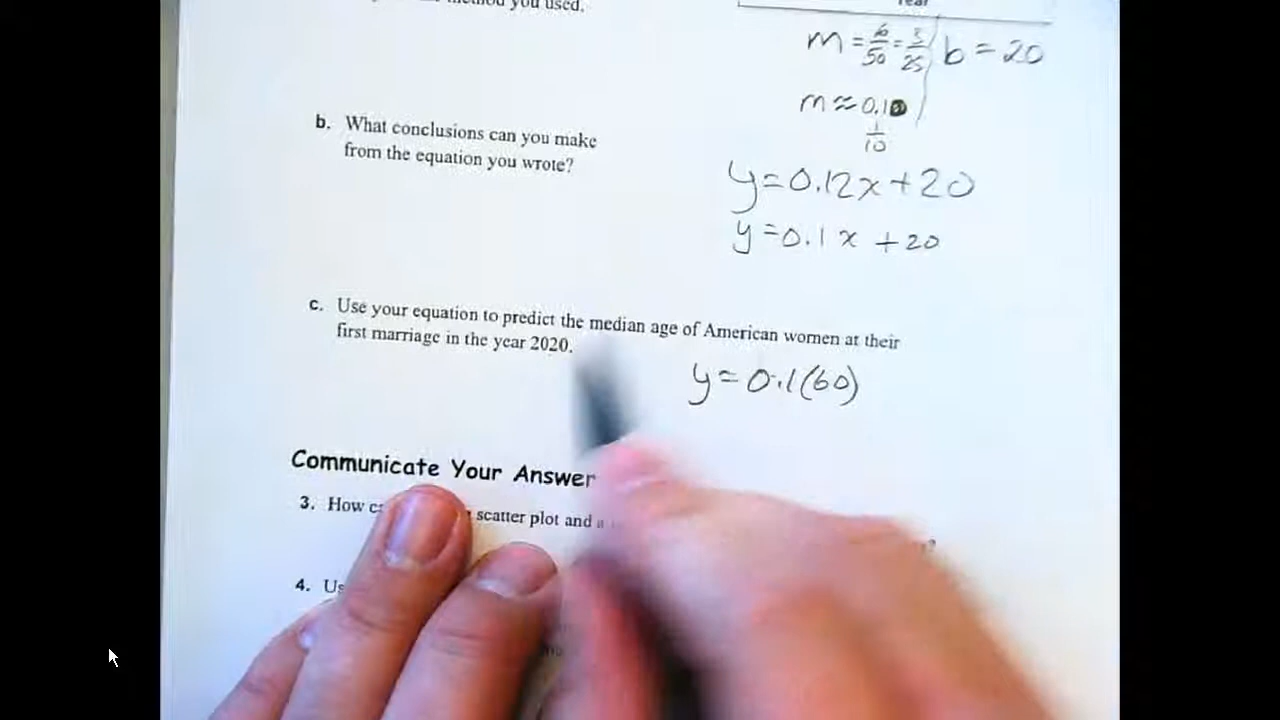 method you used.
Year
m = 6/50 = 3/25 b = 20
m ≈ 0.10
1/10
b. What conclusions can you make
from the equation you wrote?
y = 0.12x + 20
y = 0.1x + 20
c. Use your equation to predict the median age of American women at their
first marriage in the year 2020.
y = 0.1(60)
Communicate Your Answer
3. How scatter plot and a
?
4.